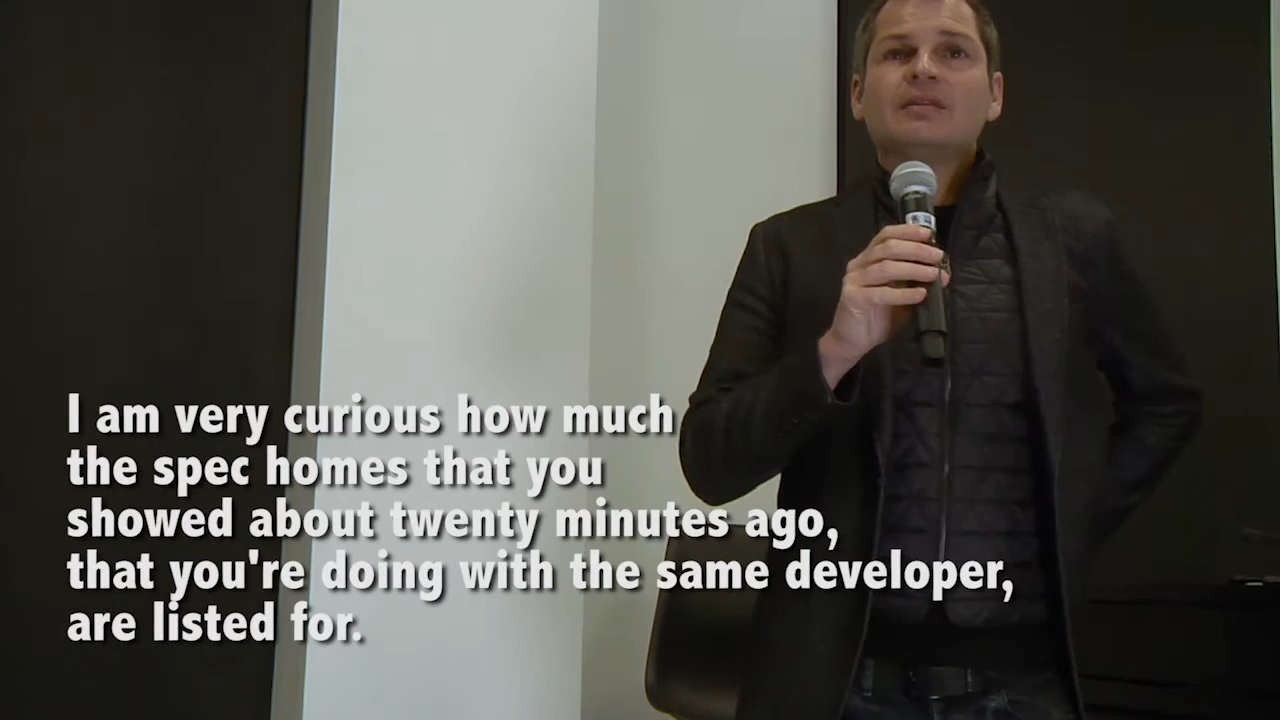 I am very curious how much
the spec homes that you
showed about twenty minutes ago,
that you're doing with the same developer,
are listed for.